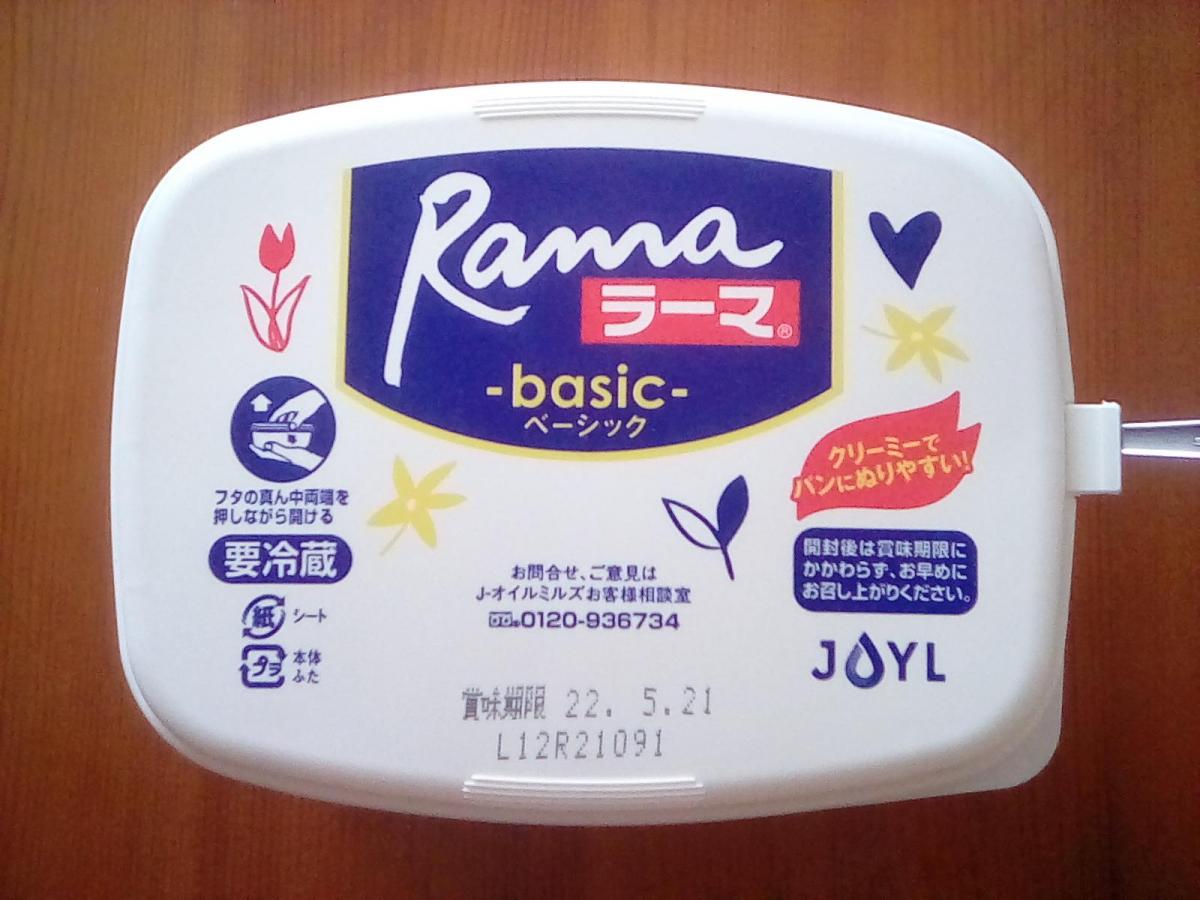 Rama
ラーマ®
-basic-
ベーシック
クリーミーで
パンにぬりやすい!
フタの真ん中両端を
押しながら開ける
要冷蔵
紙 シート
プラ 本体
ふた
お問合せ、ご意見は
J-オイルミルズお客様相談室
0120-936734
開封後は賞味期限に
かかわらず、お早めに
お召し上がりください。
JOYL
賞味期限 22. 5.21
L12R21091